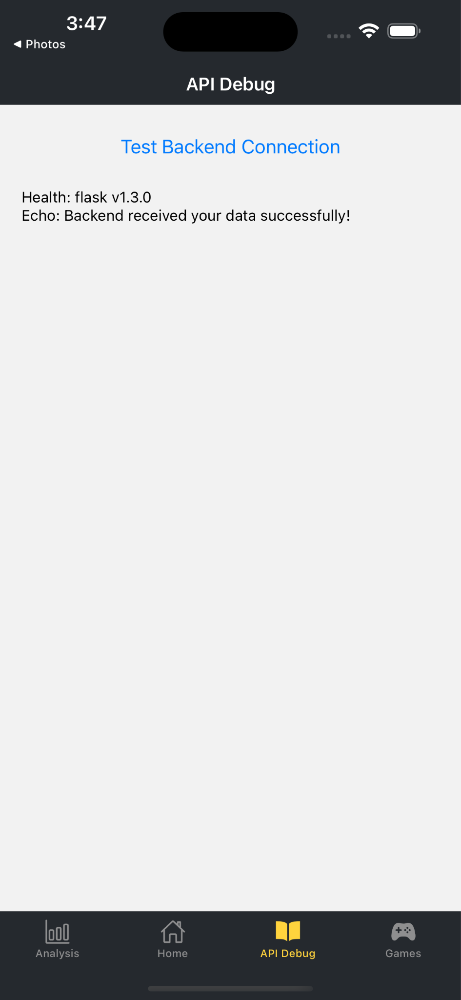 3:47
◀ Photos
API Debug
Test Backend Connection
Health: flask v1.3.0
Echo: Backend received your data successfully!
Analysis
Home
API Debug
Games